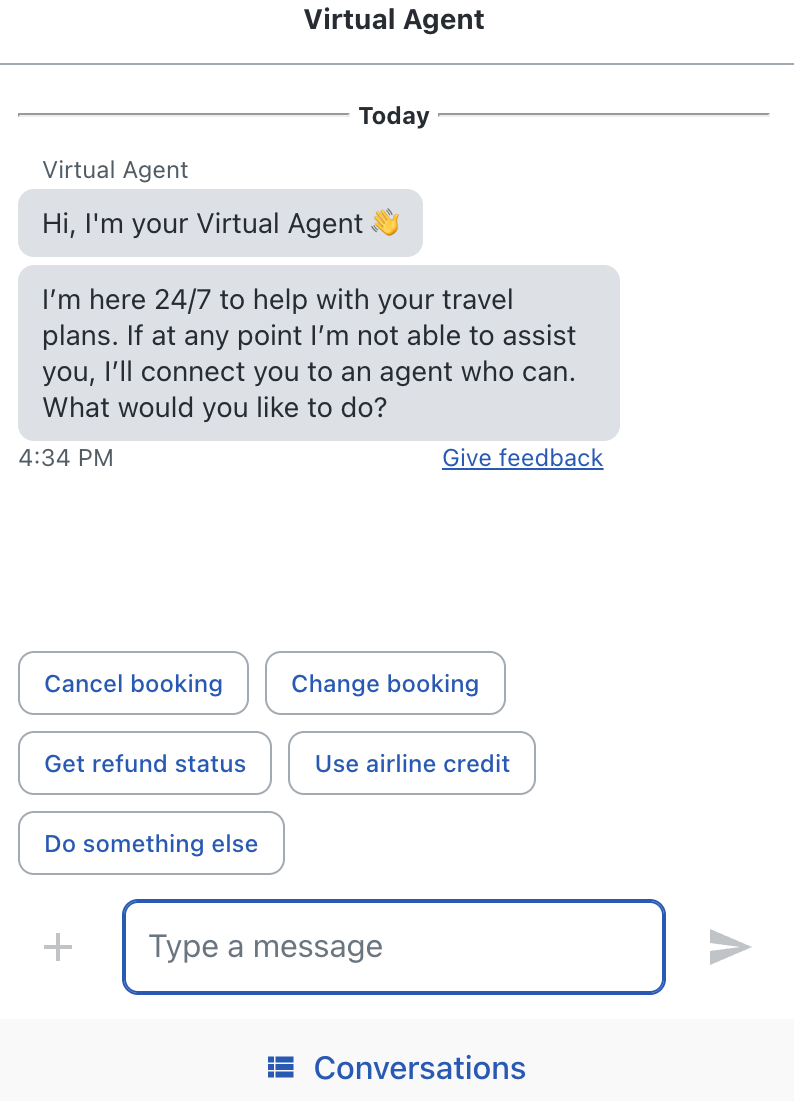 Virtual Agent
Today
Virtual Agent
Hi, I'm your Virtual Agent 👋
I’m here 24/7 to help with your travel
plans. If at any point I’m not able to assist
you, I’ll connect you to an agent who can.
What would you like to do?
4:34 PM Give feedback
Cancel booking Change booking
Get refund status Use airline credit
Do something else
Type a message
Conversations